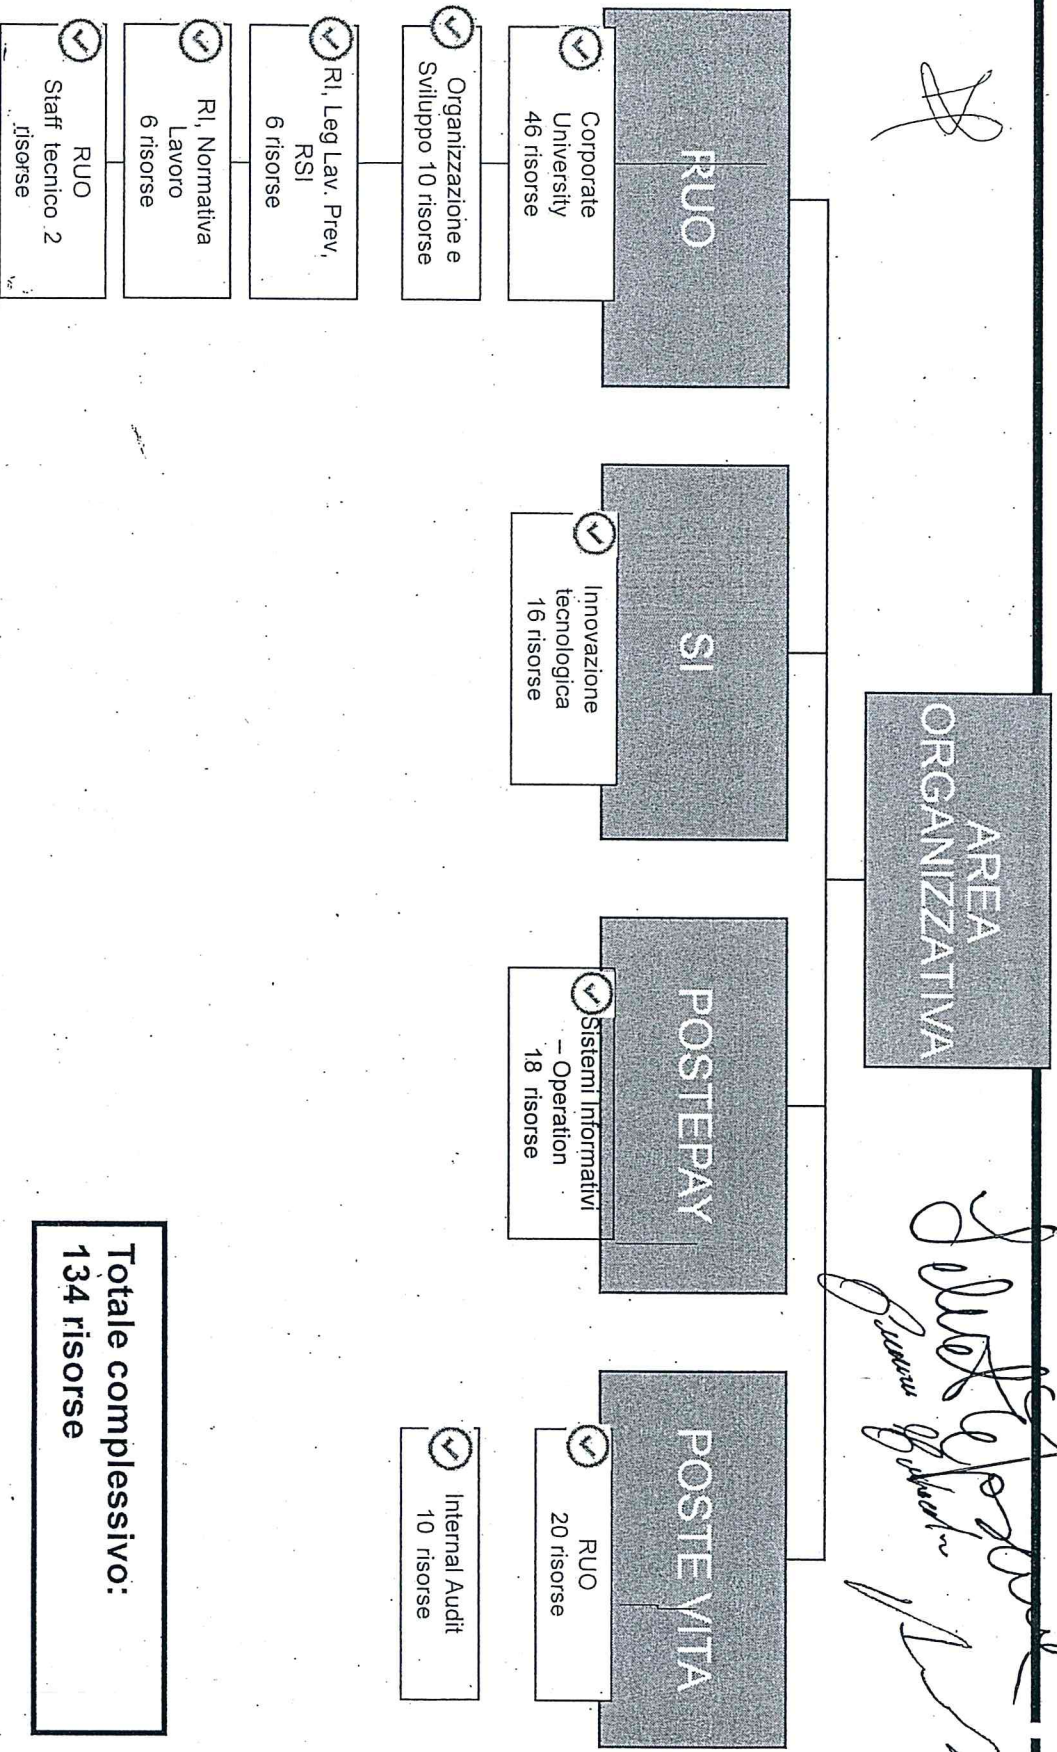 AREA
ORGANIZZATIVA
RUO
Corporate
University
46 risorse
Organizzazione e
Sviluppo 10 risorse
RI, Leg Lav. Prev,
RSI
6 risorse
RI, Normativa
Lavoro
6 risorse
RUO
Staff tecnico 2
risorse
SI
Innovazione
tecnologica
16 risorse
POSTEPAY
Sistemi Informativi
– Operation
18 risorse
POSTE VITA
RUO
20 risorse
Internal Audit
10 risorse
Totale complessivo:
134 risorse